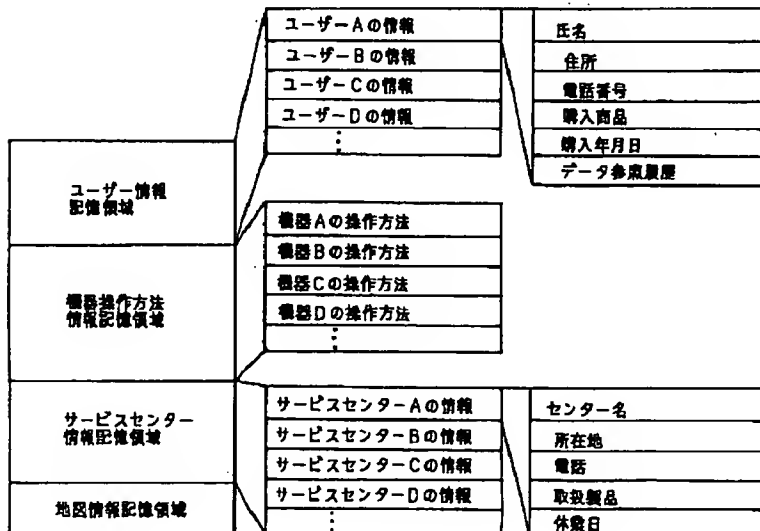 ユーザー情報
記憶領域
機器操作方法
情報記憶領域
サービスセンター
情報記憶領域
地図情報記憶領域
ユーザーAの情報
ユーザーBの情報
ユーザーCの情報
ユーザーDの情報
⋮
機器Aの操作方法
機器Bの操作方法
機器Cの操作方法
機器Dの操作方法
⋮
サービスセンターAの情報
サービスセンターBの情報
サービスセンターCの情報
サービスセンターDの情報
⋮
氏名
住所
電話番号
購入商品
購入年月日
データ参照履歴
センター名
所在地
電話
取扱製品
休業日